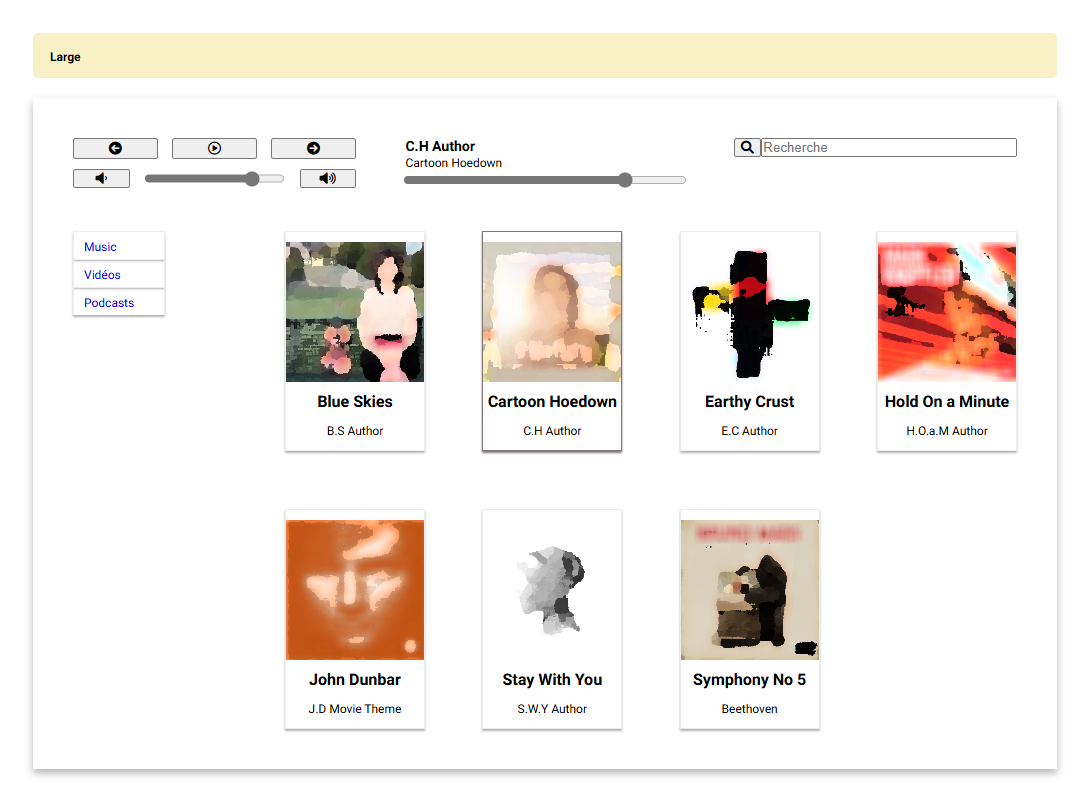 Large
C.H Author
Cartoon Hoedown
Recherche
Music
Vidéos
Podcasts
Blue Skies
B.S Author
Cartoon Hoedown
C.H Author
Earthy Crust
E.C Author
Hold On a Minute
H.O.a.M Author
John Dunbar
J.D Movie Theme
Stay With You
S.W.Y Author
Symphony No 5
Beethoven